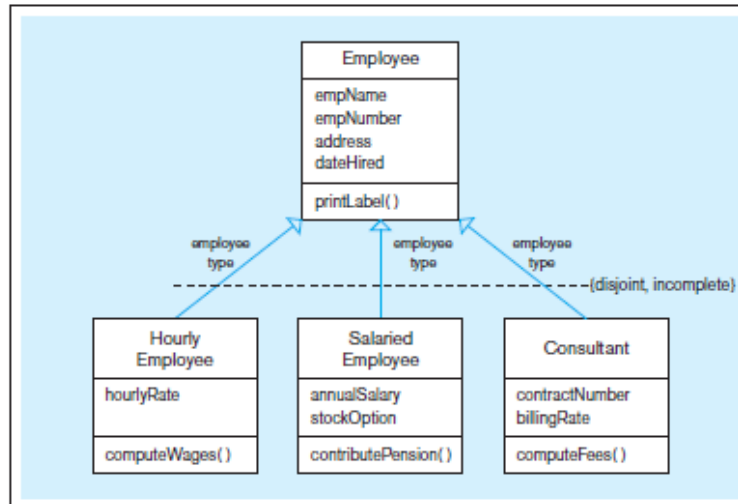 Employee
empName
empNumber
address
dateHired
printLabel( )
employee
type
employee
type
employee
type
{disjoint, incomplete}
Hourly
Employee
hourlyRate
computeWages( )
Salaried
Employee
annualSalary
stockOption
contributePension( )
Consultant
contractNumber
billingRate
computeFees( )